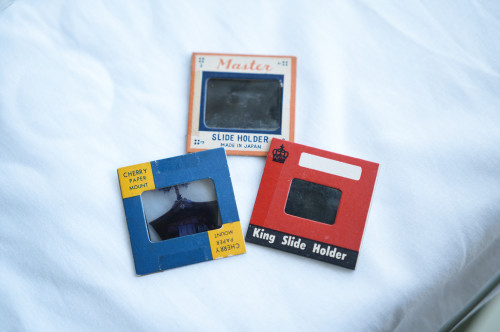 Master
SLIDE HOLDER
MADE IN JAPAN
CHERRY
PAPER
MOUNT
CHERRY
PAPER
MOUNT
King Slide Holder